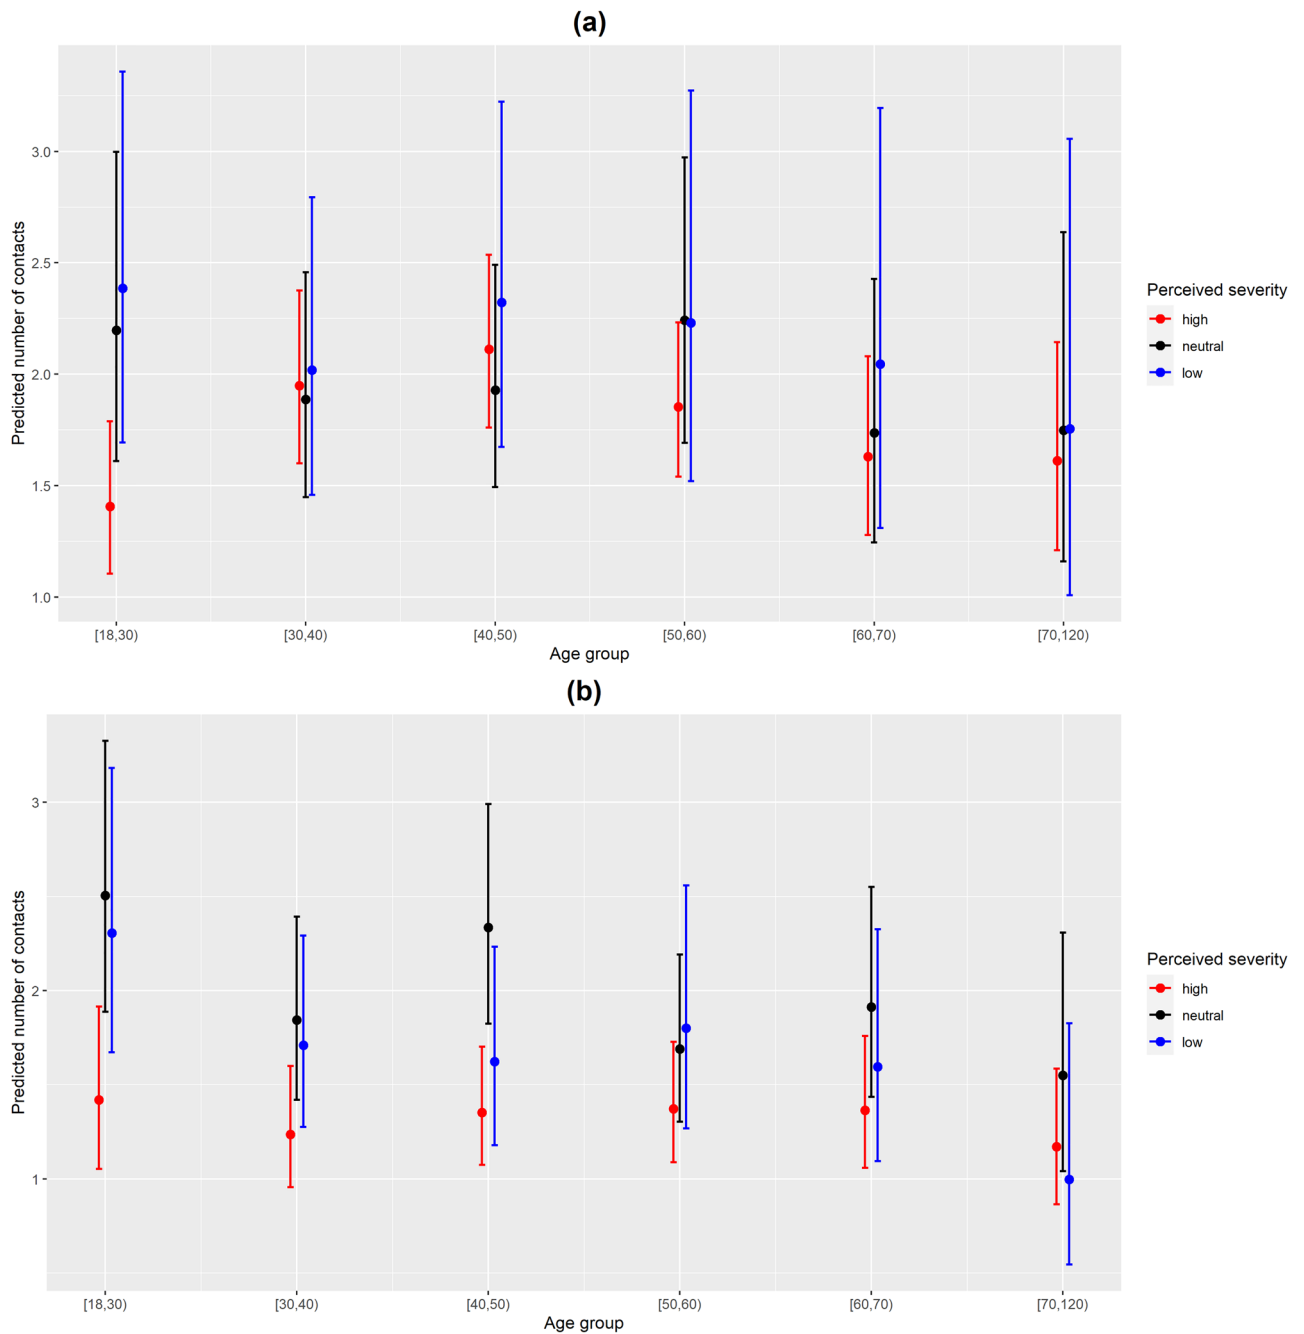 (a)
3.0
2.5
2.0
1.5
1.0
Predicted number of contacts
[18,30) [30,40) [40,50) [50,60) [60,70) [70,120)
Age group
Perceived severity
high
neutral
low
(b)
3
2
1
Predicted number of contacts
[18,30) [30,40) [40,50) [50,60) [60,70) [70,120)
Age group
Perceived severity
high
neutral
low